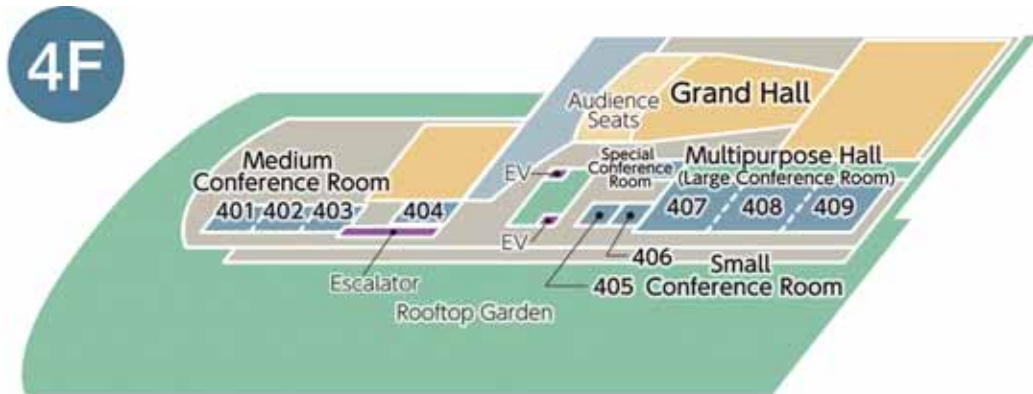 4F
Audience
Seats
Grand Hall
Medium
Conference Room
401 402 403
404
EV
EV
Special
Conference
Room
Multipurpose Hall
(Large Conference Room)
407
408
409
406
405
Small
Conference Room
Escalator
Rooftop Garden